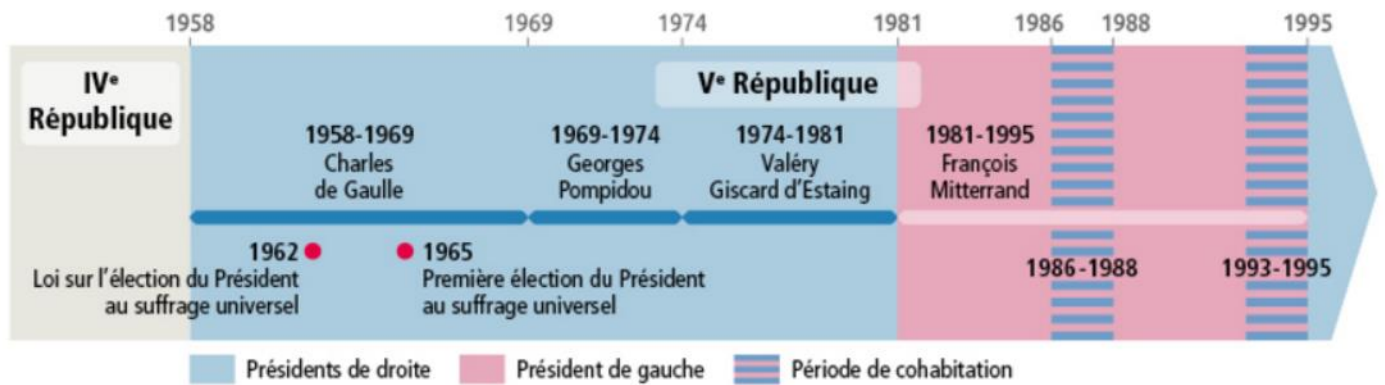 1958 1969 1974 1981 1986 1988 1995
IVe
République
Ve République
1958-1969
Charles
de Gaulle
1969-1974
Georges
Pompidou
1974-1981
Valéry
Giscard d’Estaing
1981-1995
François
Mitterrand
1962
Loi sur l’élection du Président
au suffrage universel
1965
Première élection du Président
au suffrage universel
1986-1988
1993-1995
Présidents de droite
Président de gauche
Période de cohabitation